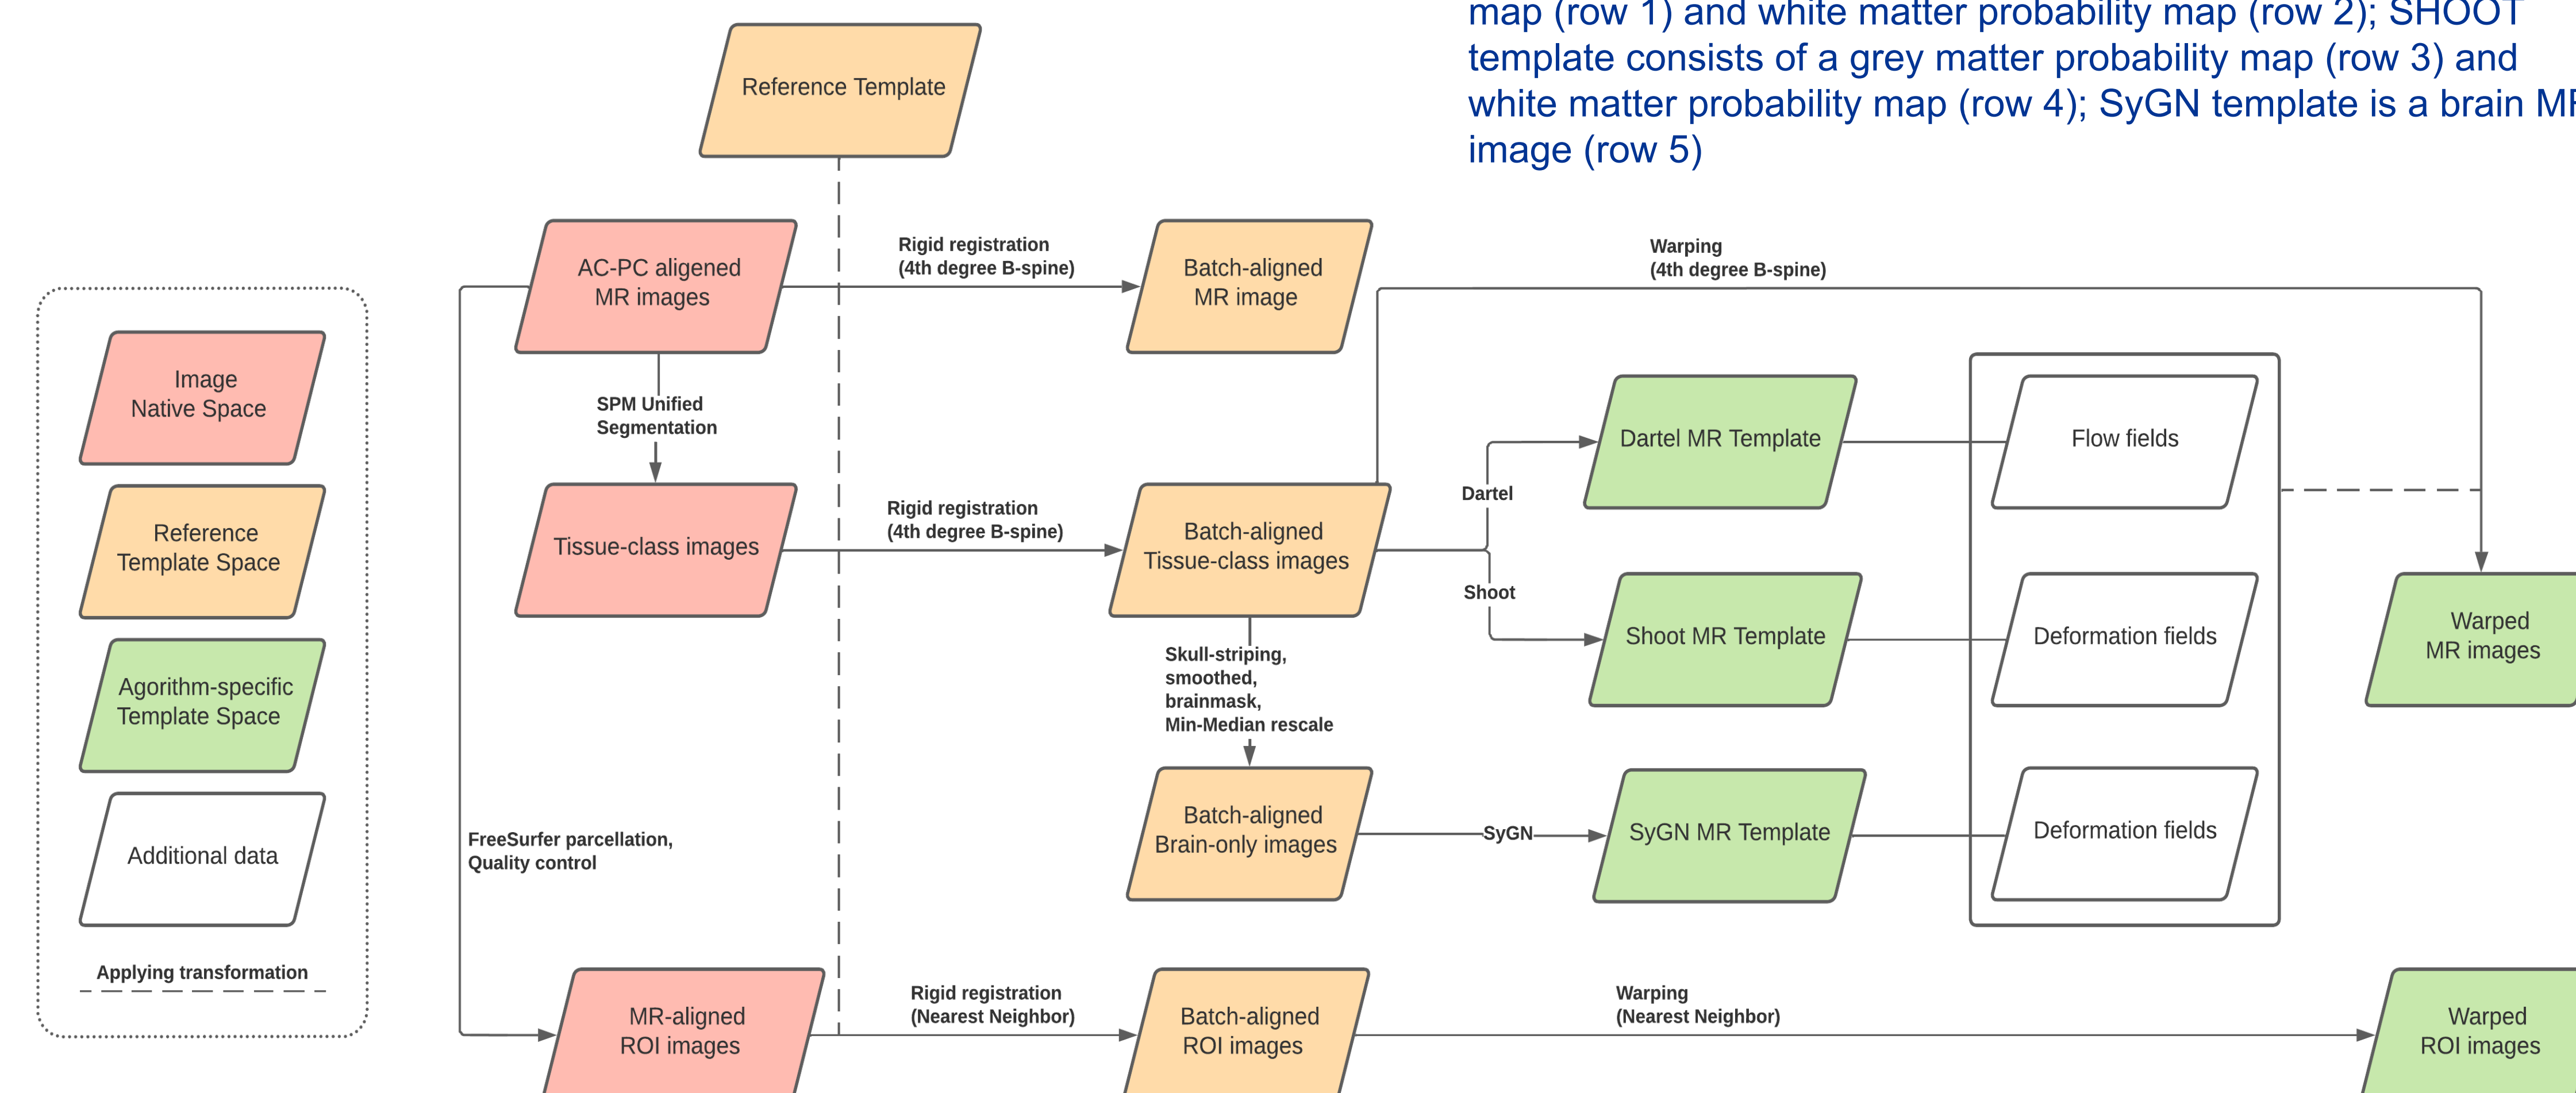 map (row 1) and white matter probability map (row 2); SHOOT
template consists of a grey matter probability map (row 3) and
white matter probability map (row 4); SyGN template is a brain MR
image (row 5)
Reference Template
AC-PC aligened
MR images
Rigid registration
(4th degree B-spine)
Batch-aligned
MR image
Warping
(4th degree B-spine)
Image
Native Space
Reference
Template Space
Agorithm-specific
Template Space
Additional data
Applying transformation
SPM Unified
Segmentation
Tissue-class images
Rigid registration
(4th degree B-spine)
Batch-aligned
Tissue-class images
Dartel
Shoot
Dartel MR Template
Flow fields
Shoot MR Template
Deformation fields
Warped
MR images
Skull-striping,
smoothed,
brainmask,
Min-Median rescale
Batch-aligned
Brain-only images
SyGN
SyGN MR Template
Deformation fields
FreeSurfer parcellation,
Quality control
MR-aligned
ROI images
Rigid registration
(Nearest Neighbor)
Batch-aligned
ROI images
Warping
(Nearest Neighbor)
Warped
ROI images